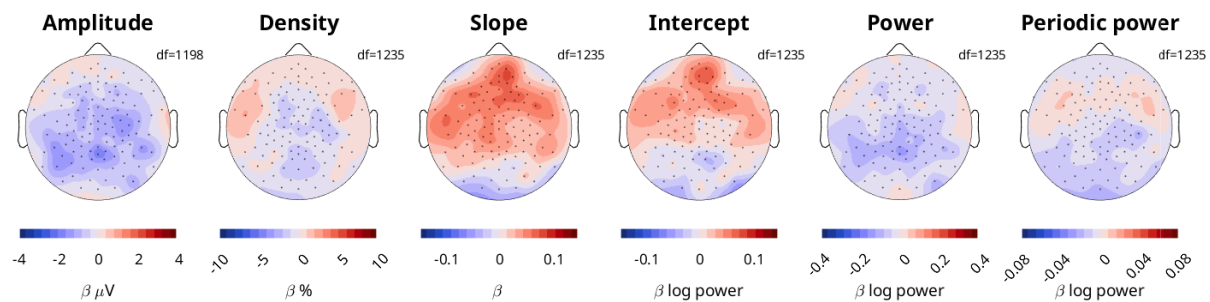 Amplitude Density Slope Intercept Power Periodic power
df=1198 df=1235 df=1235 df=1235 df=1235 df=1235
-4 -2 0 2 4 -10 -5 0 5 10 -0.1 0 0.1 -0.1 0 0.1 -0.4 -0.2 0 0.2 0.4 -0.08 -0.04 0 0.04 0.08
β μV β % β β log power β log power β log power